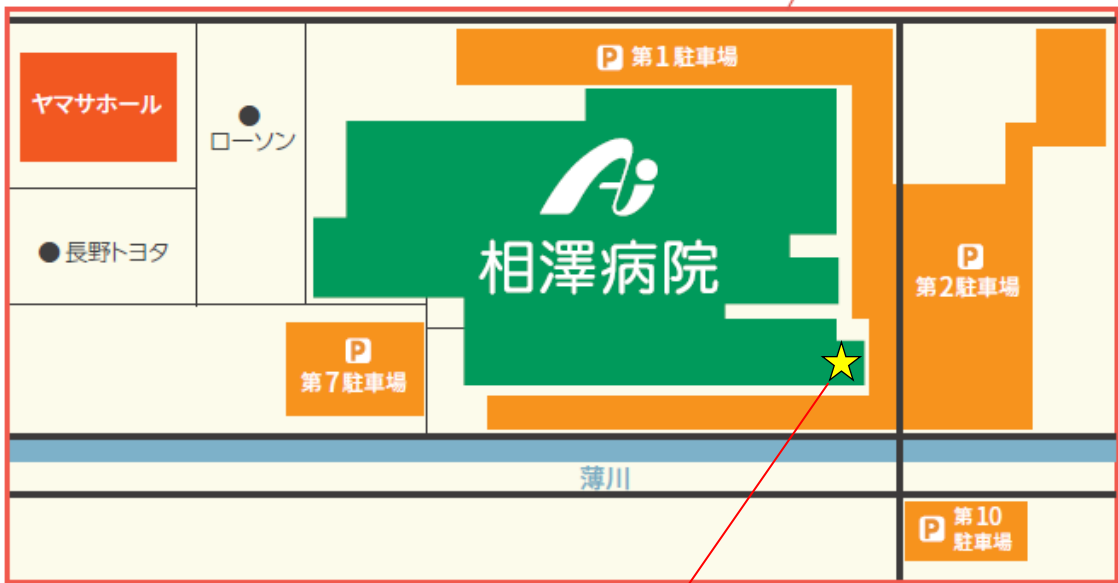 P 第1駐車場
ヤマサホール
ローソン
Ai
相澤病院
長野トヨタ
P
第2駐車場
P
第7駐車場
薄川
P 第10
駐車場